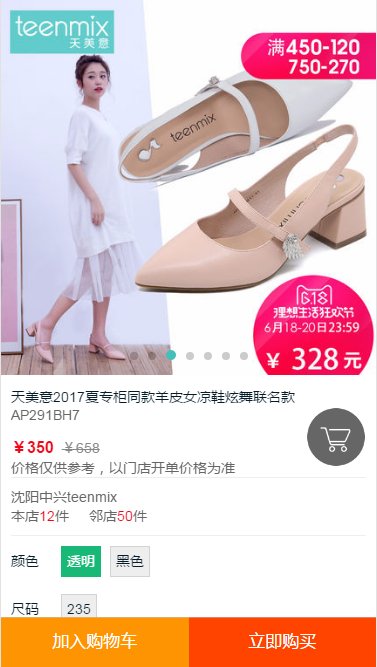 teenmix
天美意
满450-120
750-270
teenmix
6.18
理想生活狂欢节
6月18-20日23:59
¥ 328元
天美意2017夏专柜同款羊皮女凉鞋炫舞联名款
AP291BH7
￥350 ￥658
价格仅供参考，以门店开单价格为准
沈阳中兴teenmix
本店12件 邻店50件
颜色 透明 黑色
尺码 235
加入购物车 立即购买